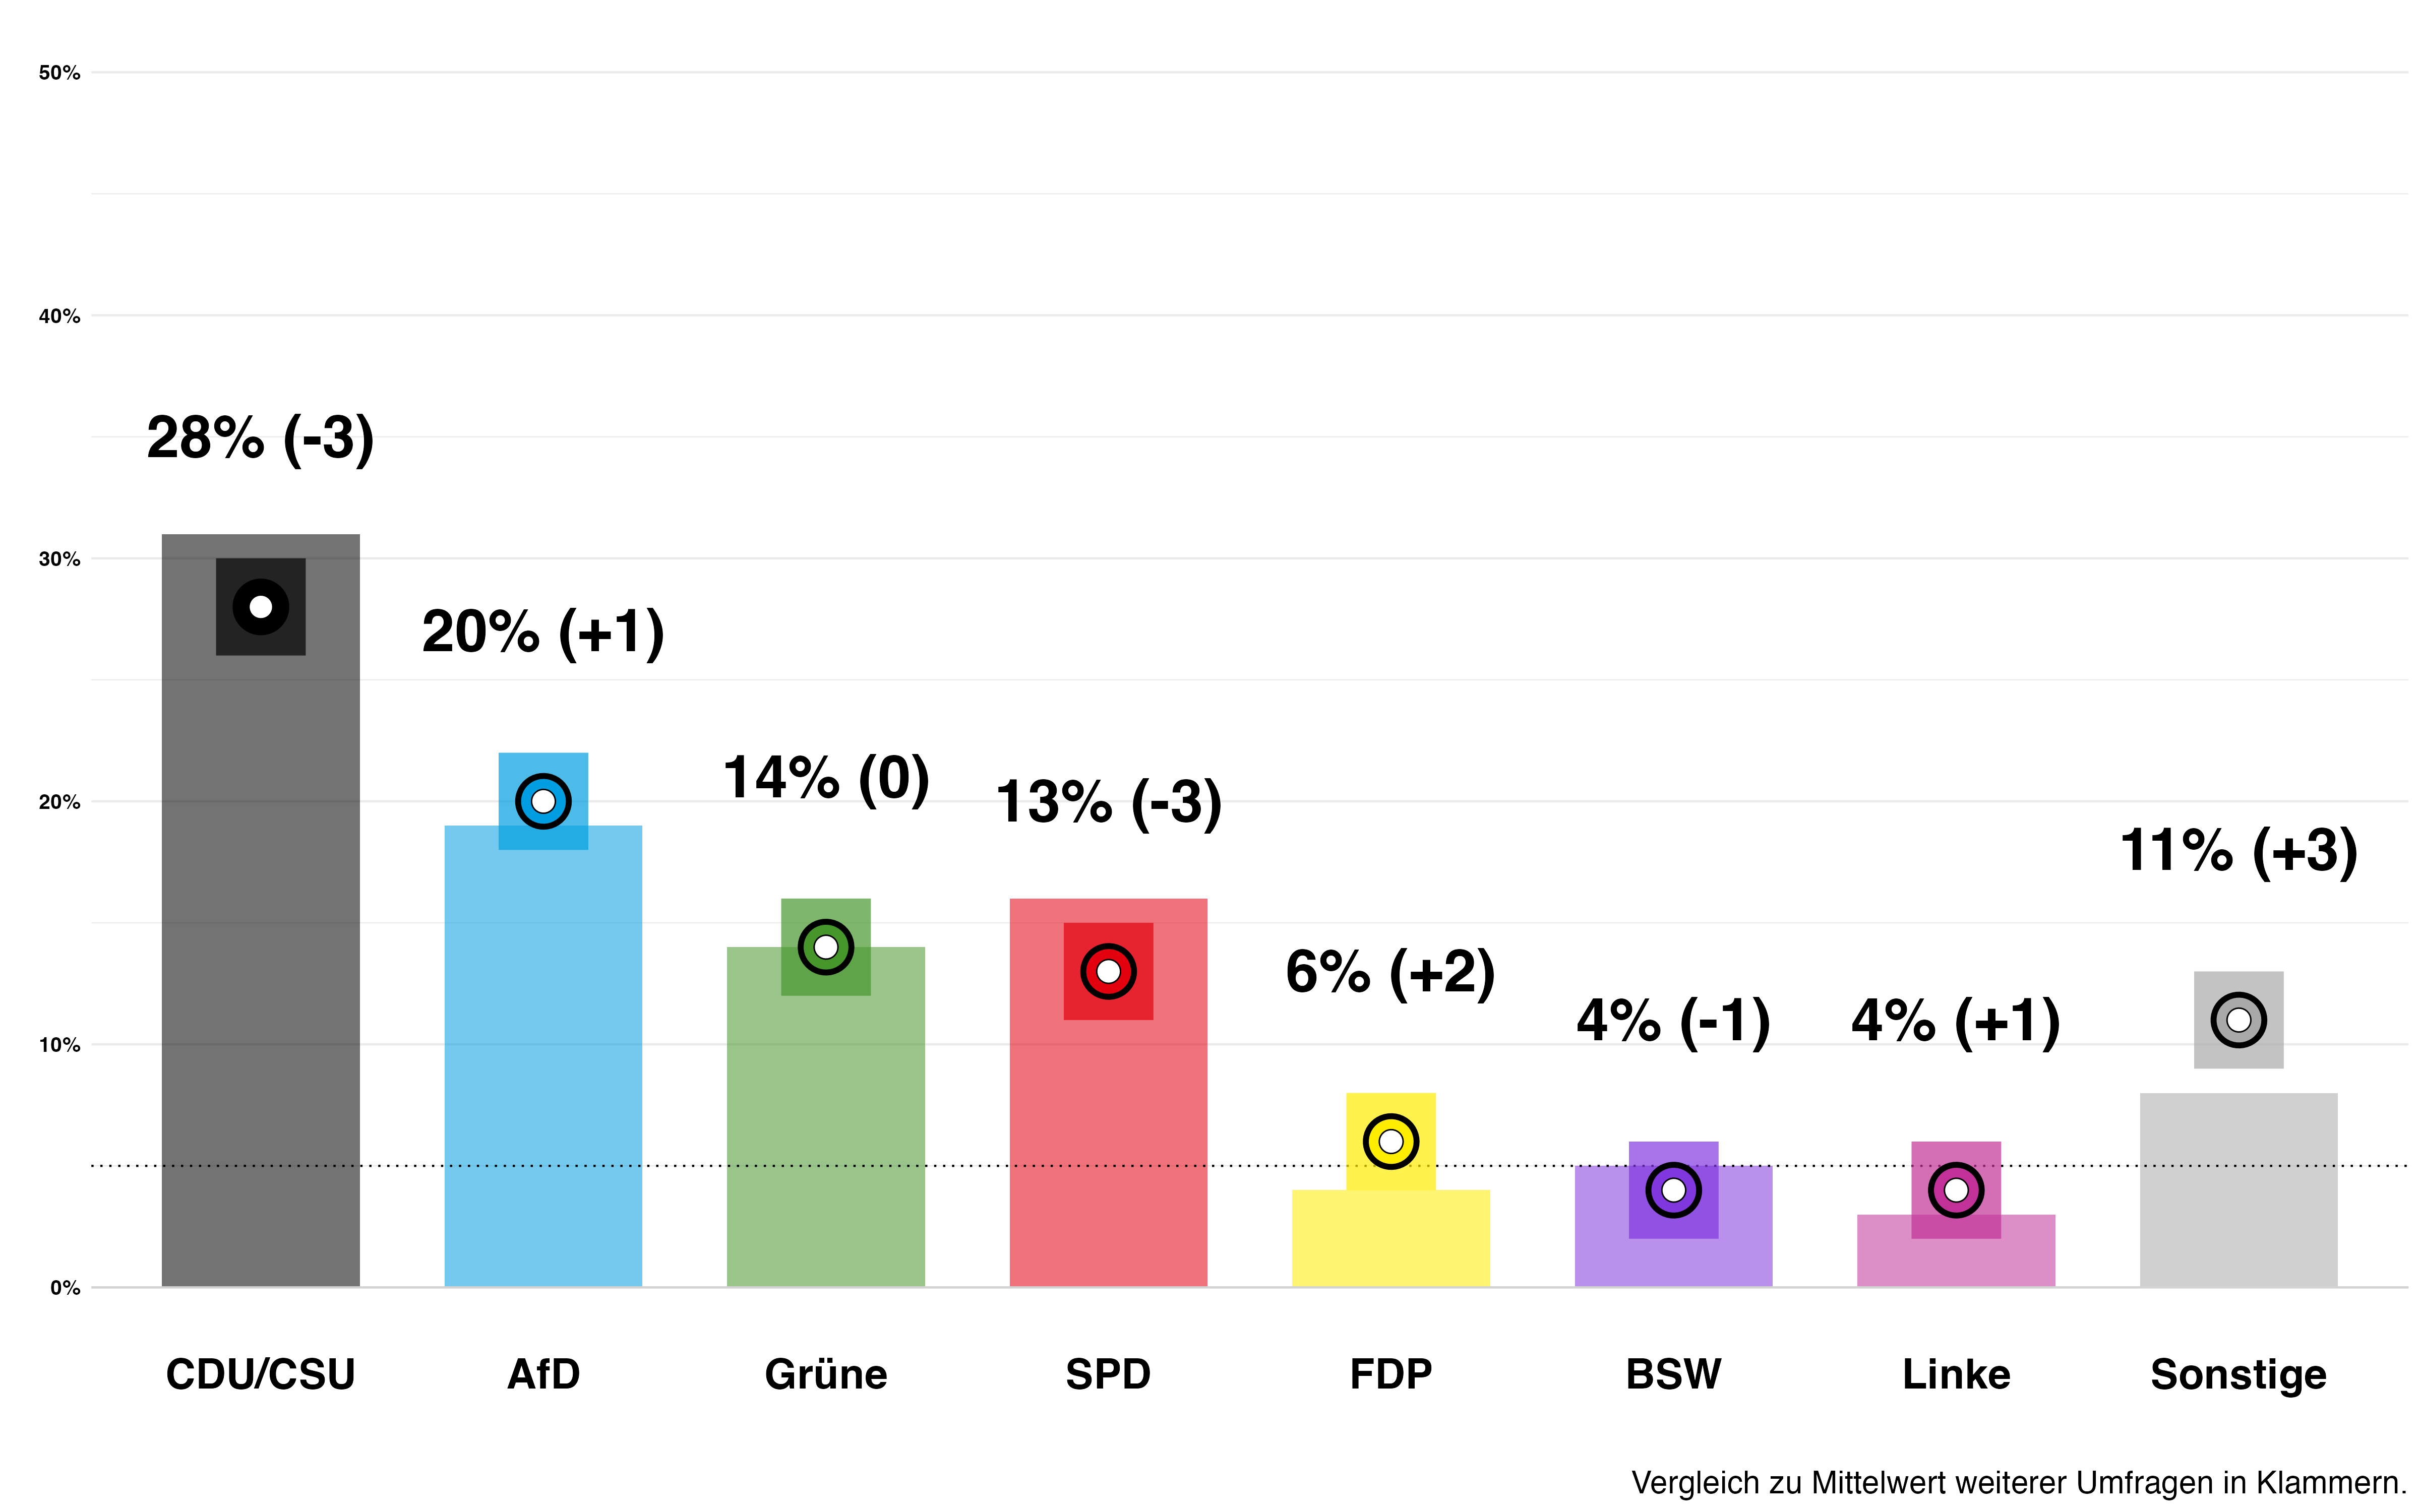 50%
40%
30%
20%
10%
0%
28% (-3)
20% (+1)
14% (0)
13% (-3)
6% (+2)
4% (-1)
4% (+1)
11% (+3)
CDU/CSU
AfD
Grüne
SPD
FDP
BSW
Linke
Sonstige
Vergleich zu Mittelwert weiterer Umfragen in Klammern.